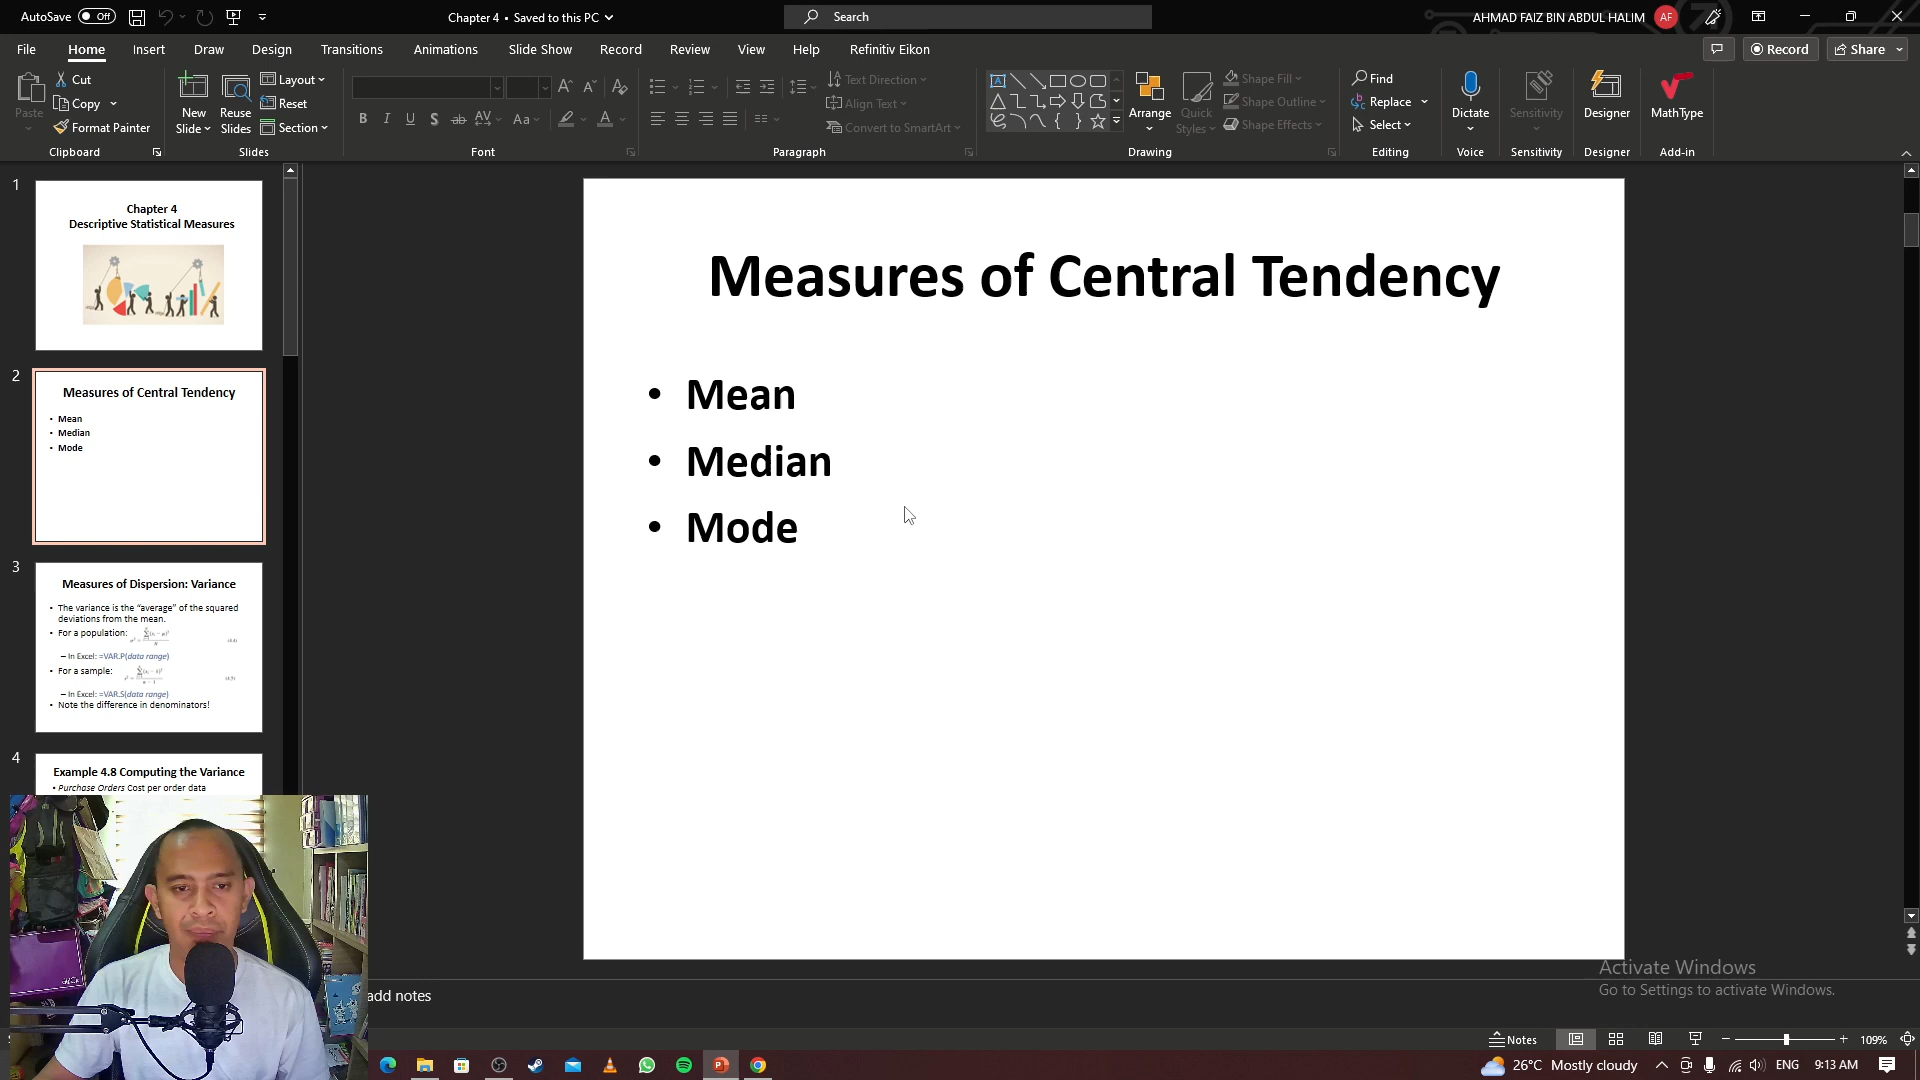 AutoSave Off
Chapter 4 • Saved to this PC
Search
AHMAD FAIZ BIN ABDUL HALIM AF
File Home Insert Draw Design Transitions Animations Slide Show Record Review View Help Refinitiv Eikon
Record Share
Paste
Cut
Copy
Format Painter
New Slide
Reuse Slides
Layout
Reset
Section
B I U S ab AV Aa A
Text Direction
Align Text
Convert to SmartArt
Arrange
Quick Styles
Shape Fill
Shape Outline
Shape Effects
Find
Replace
Select
Dictate
Sensitivity
Designer
MathType
Clipboard Slides Font Paragraph Drawing Editing Voice Sensitivity Designer Add-in
1
Chapter 4
Descriptive Statistical Measures
2
Measures of Central Tendency
• Mean
• Median
• Mode
3
Measures of Dispersion: Variance
• The variance is the “average” of the squared
deviations from the mean.
• For a population:
– In Excel: =VAR.P(data range)
• For a sample:
– In Excel: =VAR.S(data range)
• Note the difference in denominators!
4
Example 4.8 Computing the Variance
• Purchase Orders Cost per order data
Measures of Central Tendency
• Mean
• Median
• Mode
add notes
Activate Windows
Go to Settings to activate Windows.
Notes
109%
26°C Mostly cloudy
ENG
9:13 AM